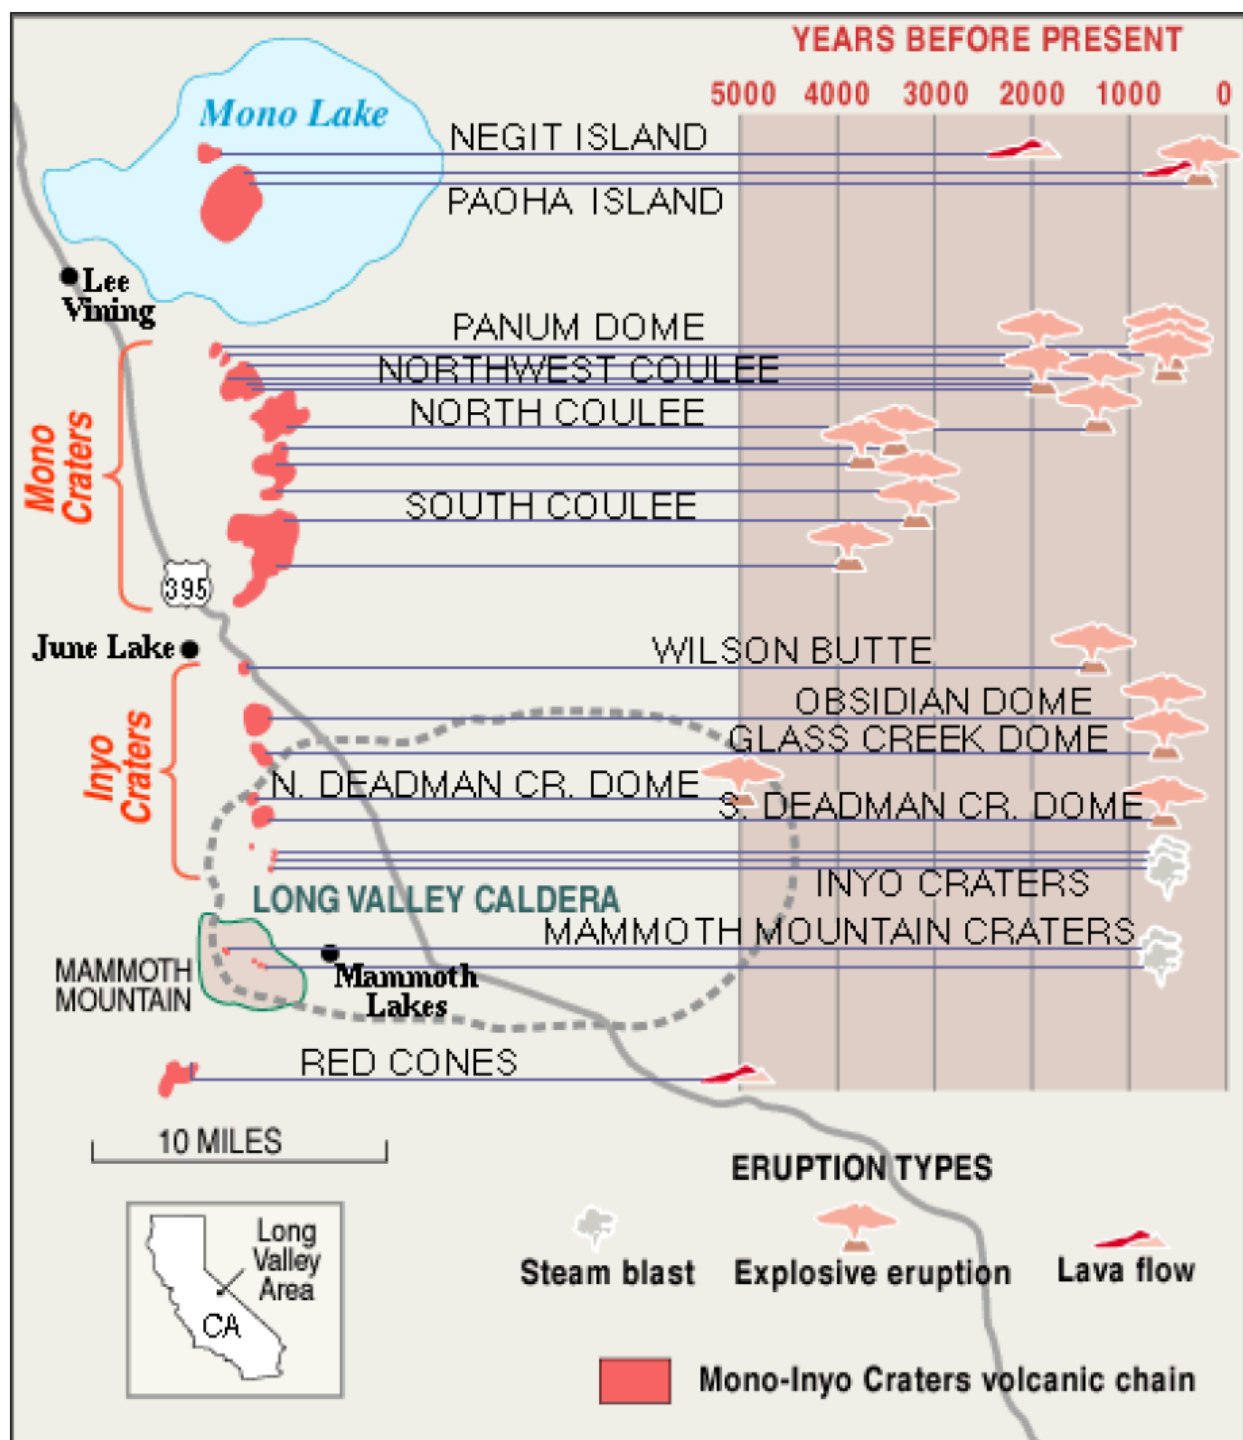 YEARS BEFORE PRESENT
5000 4000 3000 2000 1000 0
Mono Lake
NEGIT ISLAND
PAOHA ISLAND
Lee
Vining
PANUM DOME
NORTHWEST COULEE
NORTH COULEE
Mono
Craters
SOUTH COULEE
395
June Lake
WILSON BUTTE
OBSIDIAN DOME
GLASS CREEK DOME
Inyo
Craters
N. DEADMAN CR. DOME
S. DEADMAN CR. DOME
INYO CRATERS
LONG VALLEY CALDERA
MAMMOTH MOUNTAIN CRATERS
MAMMOTH
MOUNTAIN
Mammoth
Lakes
RED CONES
10 MILES
ERUPTION TYPES
Long
Valley
Area
CA
Steam blast
Explosive eruption
Lava flow
Mono-Inyo Craters volcanic chain